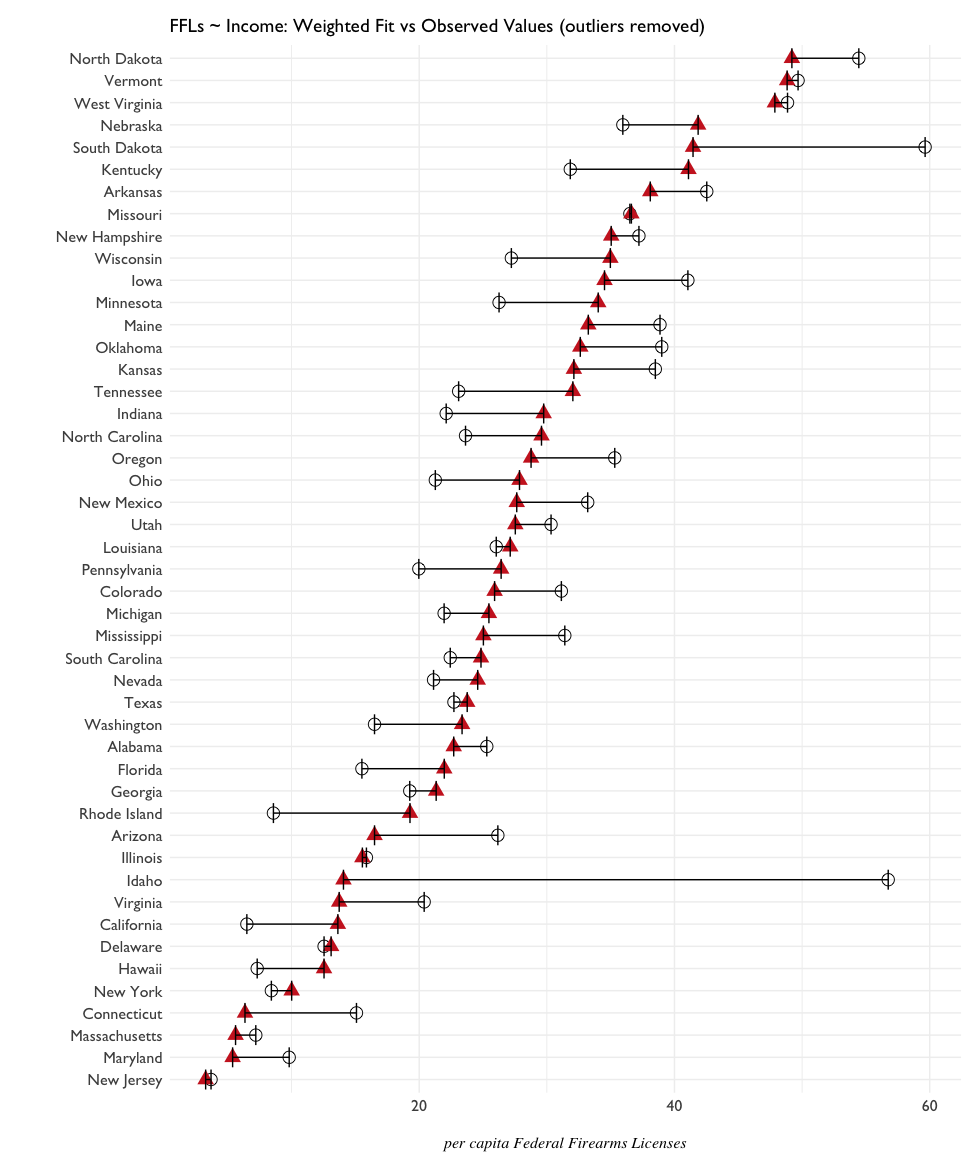 FFLs ~ Income: Weighted Fit vs Observed Values (outliers removed)
North Dakota
Vermont
West Virginia
Nebraska
South Dakota
Kentucky
Arkansas
Missouri
New Hampshire
Wisconsin
Iowa
Minnesota
Maine
Oklahoma
Kansas
Tennessee
Indiana
North Carolina
Oregon
Ohio
New Mexico
Utah
Louisiana
Pennsylvania
Colorado
Michigan
Mississippi
South Carolina
Nevada
Texas
Washington
Alabama
Florida
Georgia
Rhode Island
Arizona
Illinois
Idaho
Virginia
California
Delaware
Hawaii
New York
Connecticut
Massachusetts
Maryland
New Jersey
20 40 60
per capita Federal Firearms Licenses